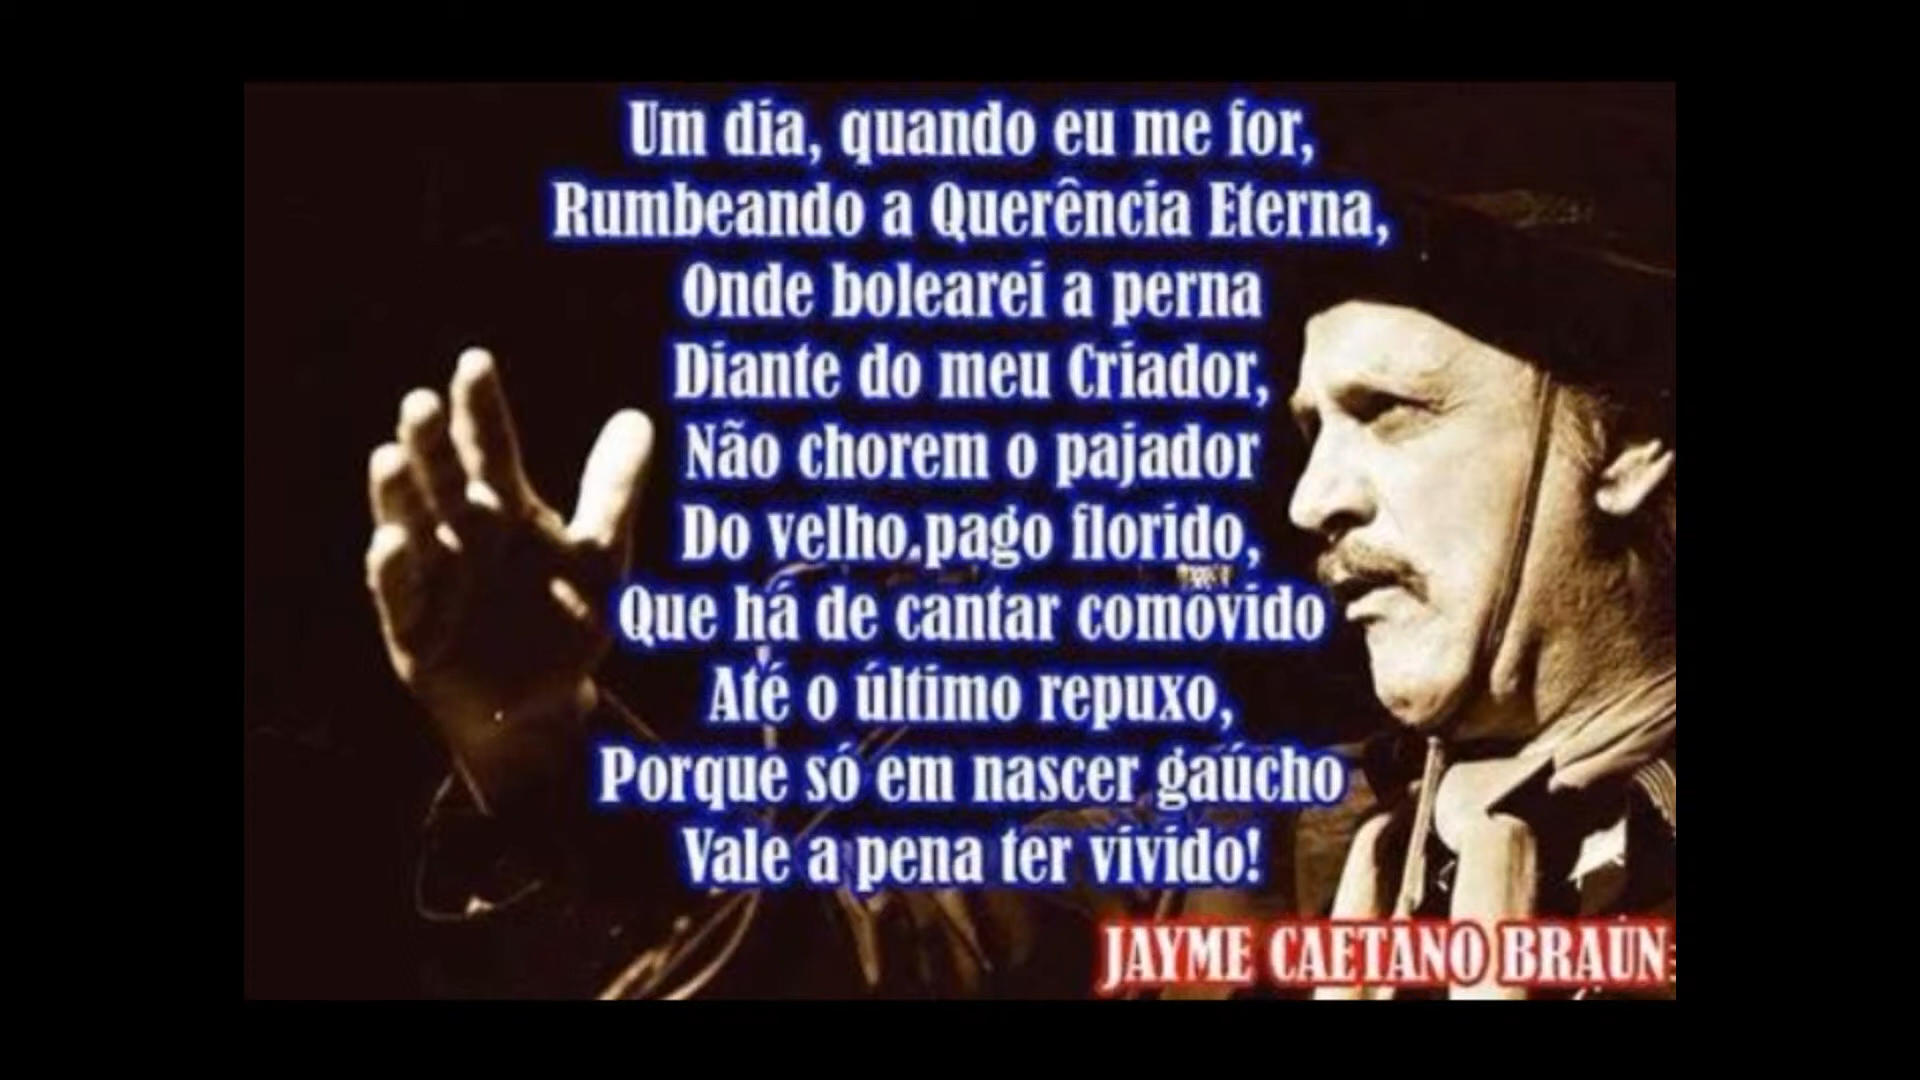 Um dia, quando eu me for,
Rumbeando a Querência Eterna,
Onde bolearei a perna
Diante do meu Criador,
Não chorem o pajador
Do velho pago florido,
Que há de cantar comovido
Até o último repuxo,
Porque só em nascer gaúcho
Vale a pena ter vivido!
JAYME CAETANO BRAUN